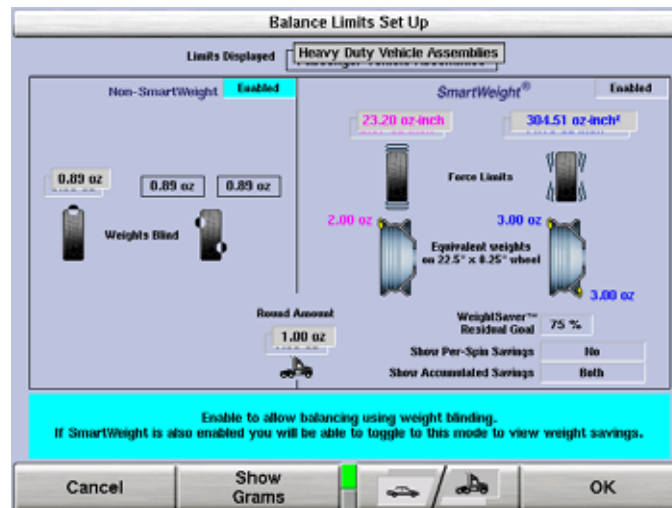 Balance Limits Set Up
Limits Displayed
Heavy Duty Vehicle Assemblies
Non-SmartWeight
Enabled
SmartWeight®
Enabled
23.20 oz-inch
304.51 oz-inch²
0.89 oz
0.89 oz
0.89 oz
Force Limits
Weights Blind
2.00 oz
3.00 oz
Equivalent weights
on 22.5" x 8.25" wheel
3.00 oz
Round Amount
1.00 oz
WeightSaver™
Residual Goal
75 %
Show Per-Spin Savings
No
Show Accumulated Savings
Both
Enable to allow balancing using weight blinding.
If SmartWeight is also enabled you will be able to toggle to this mode to view weight savings.
Cancel
Show
Grams
OK